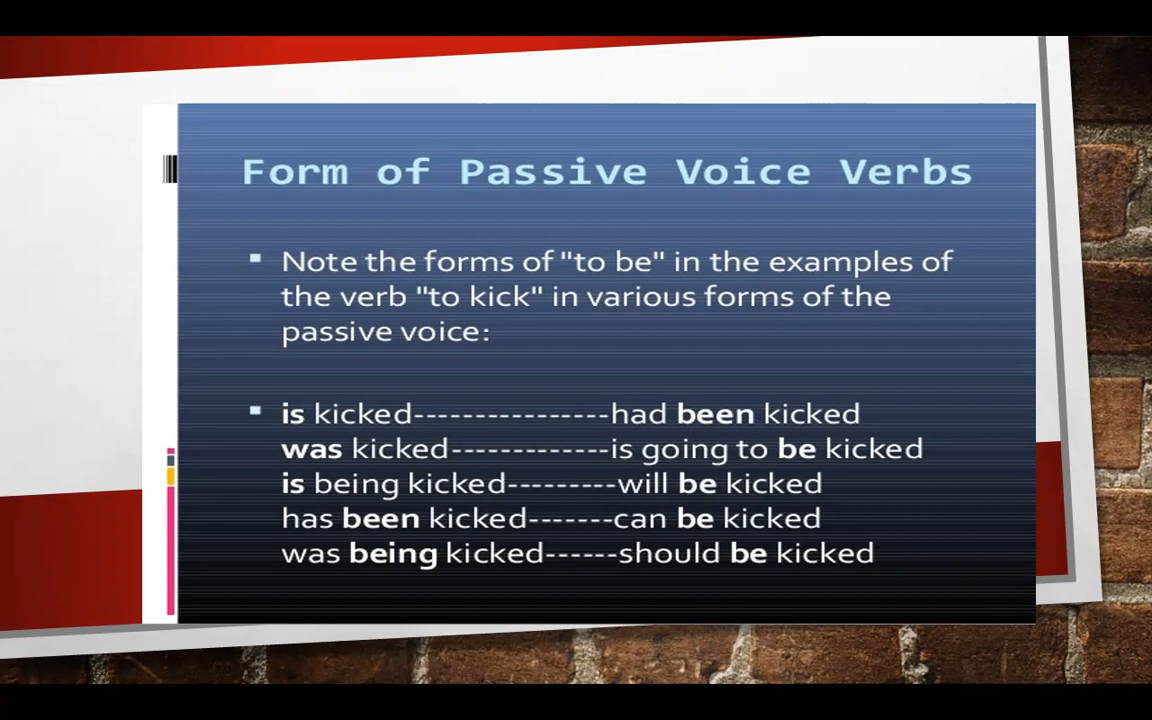 Form of Passive Voice Verbs
▪ Note the forms of "to be" in the examples of
the verb "to kick" in various forms of the
passive voice:
▪ is kicked----------------had been kicked
was kicked-------------is going to be kicked
is being kicked---------will be kicked
has been kicked-------can be kicked
was being kicked------should be kicked